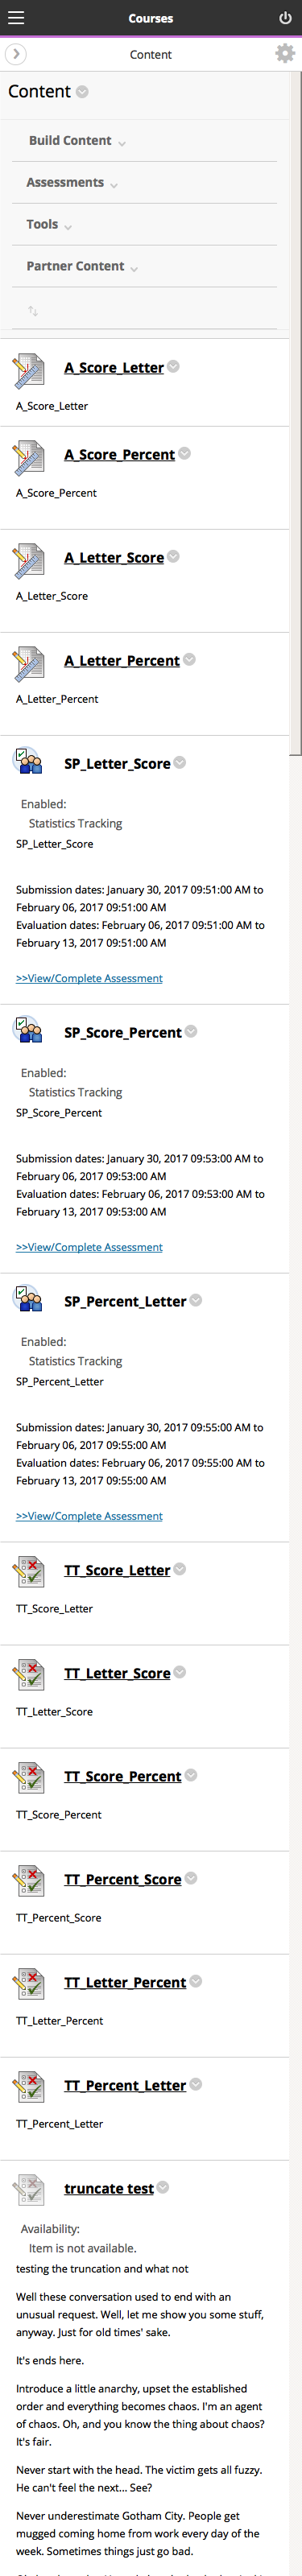 Courses
Content
Content
Build Content
Assessments
Tools
Partner Content
A_Score_Letter
A_Score_Letter
A_Score_Percent
A_Score_Percent
A_Letter_Score
A_Letter_Score
A_Letter_Percent
A_Letter_Percent
SP_Letter_Score
Enabled:
Statistics Tracking
SP_Letter_Score
Submission dates: January 30, 2017 09:51:00 AM to
February 06, 2017 09:51:00 AM
Evaluation dates: February 06, 2017 09:51:00 AM to
February 13, 2017 09:51:00 AM
>>View/Complete Assessment
SP_Score_Percent
Enabled:
Statistics Tracking
SP_Score_Percent
Submission dates: January 30, 2017 09:53:00 AM to
February 06, 2017 09:53:00 AM
Evaluation dates: February 06, 2017 09:53:00 AM to
February 13, 2017 09:53:00 AM
>>View/Complete Assessment
SP_Percent_Letter
Enabled:
Statistics Tracking
SP_Percent_Letter
Submission dates: January 30, 2017 09:55:00 AM to
February 06, 2017 09:55:00 AM
Evaluation dates: February 06, 2017 09:55:00 AM to
February 13, 2017 09:55:00 AM
>>View/Complete Assessment
TT_Score_Letter
TT_Score_Letter
TT_Letter_Score
TT_Letter_Score
TT_Score_Percent
TT_Score_Percent
TT_Percent_Score
TT_Percent_Score
TT_Letter_Percent
TT_Letter_Percent
TT_Percent_Letter
TT_Percent_Letter
truncate test
Availability:
Item is not available.
testing the truncation and what not
Well these conversation used to end with an
unusual request. Well, let me show you some stuff,
anyway. Just for old times' sake.
It's ends here.
Introduce a little anarchy, upset the established
order and everything becomes chaos. I'm an agent
of chaos. Oh, and you know the thing about chaos?
It's fair.
Never start with the head. The victim gets all fuzzy.
He can't feel the next... See?
Never underestimate Gotham City. People get
mugged coming home from work every day of the
week. Sometimes things just go bad.